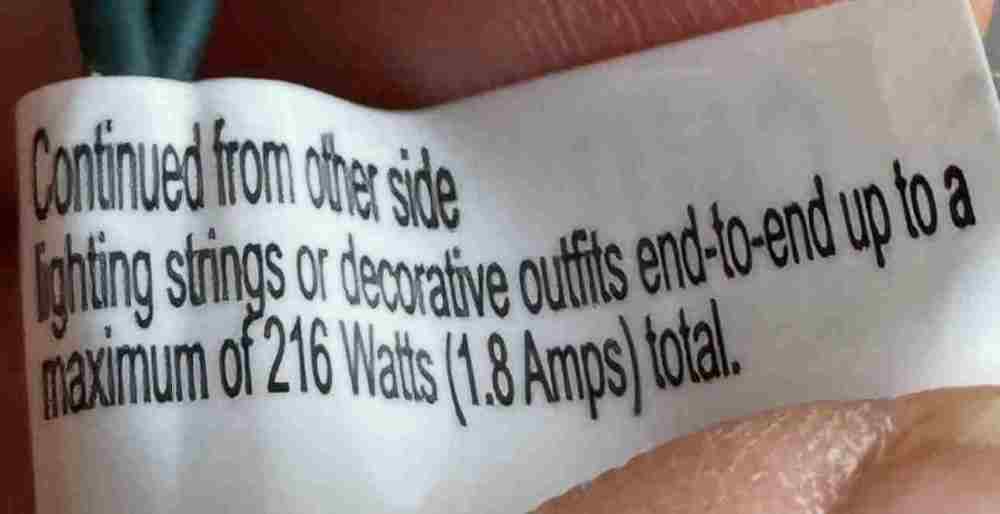 Continued from other side
lighting strings or decorative outfits end-to-end up to a
maximum of 216 Watts (1.8 Amps) total.